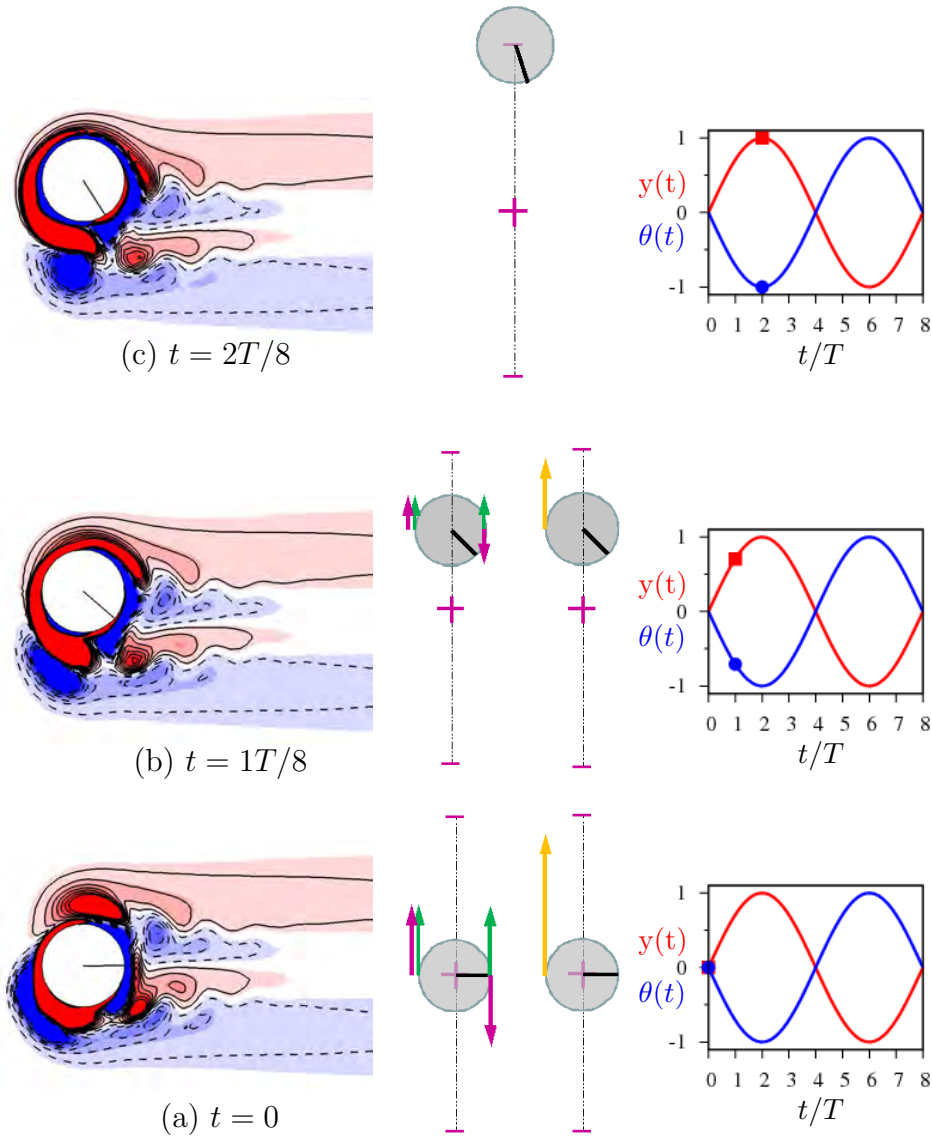 1
y(t)
0
θ(t)
-1
0 1 2 3 4 5 6 7 8
t/T
(c) t = 2T/8
1
y(t)
0
θ(t)
-1
0 1 2 3 4 5 6 7 8
t/T
(b) t = 1T/8
1
y(t)
0
θ(t)
-1
0 1 2 3 4 5 6 7 8
t/T
(a) t = 0